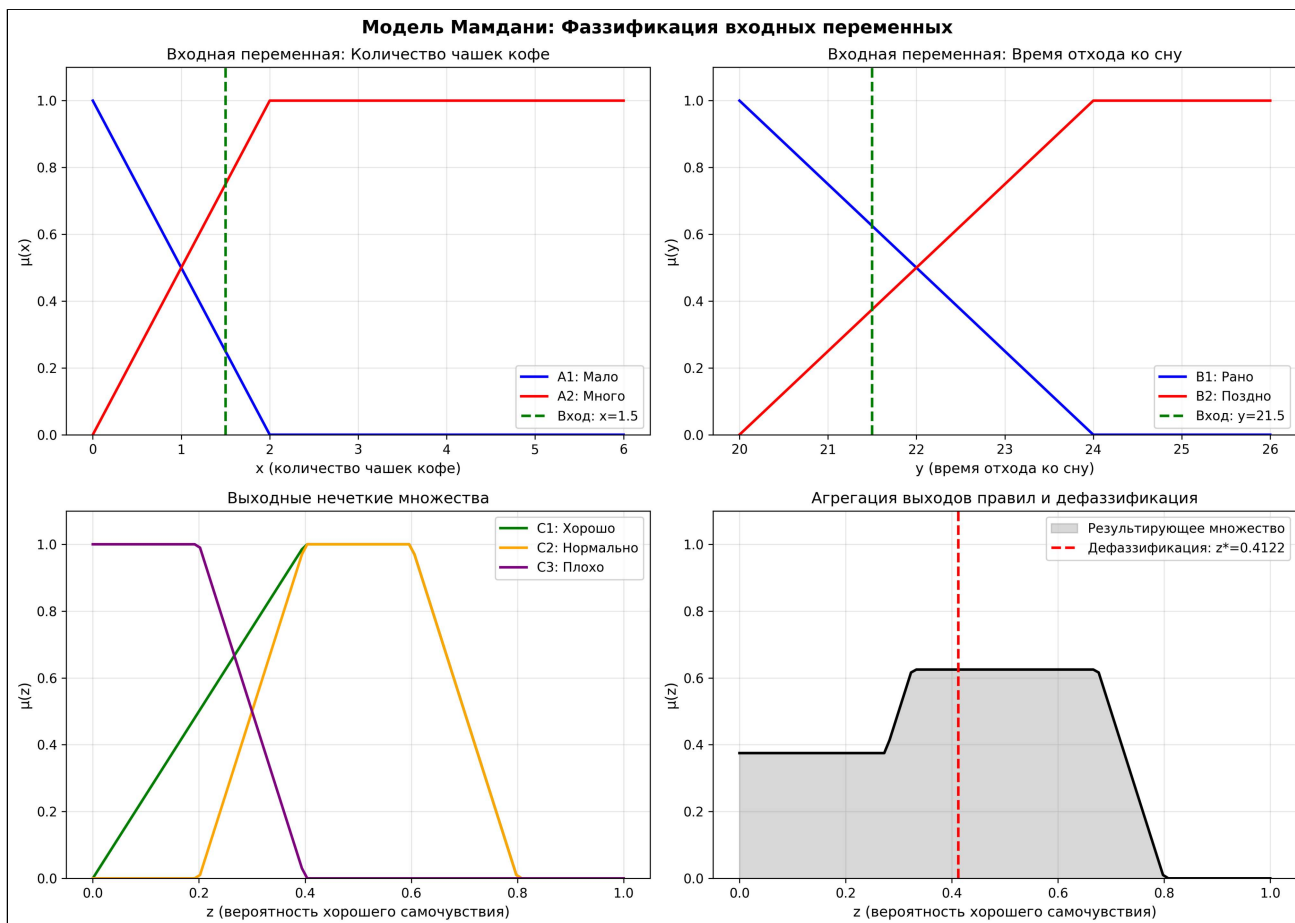 Модель Мамдани: Фаззификация входных переменных
Входная переменная: Количество чашек кофе
μ(x)
1.0
0.8
0.6
0.4
0.2
0.0
A1: Мало
A2: Много
Вход: x=1.5
0 1 2 3 4 5 6
x (количество чашек кофе)
Входная переменная: Время отхода ко сну
μ(y)
1.0
0.8
0.6
0.4
0.2
0.0
B1: Рано
B2: Поздно
Вход: y=21.5
20 21 22 23 24 25 26
y (время отхода ко сну)
Выходные нечеткие множества
μ(z)
1.0
0.8
0.6
0.4
0.2
0.0
C1: Хорошо
C2: Нормально
C3: Плохо
0.0 0.2 0.4 0.6 0.8 1.0
z (вероятность хорошего самочувствия)
Агрегация выходов правил и дефаззификация
μ(z)
1.0
0.8
0.6
0.4
0.2
0.0
Результирующее множество
Дефаззификация: z*=0.4122
0.0 0.2 0.4 0.6 0.8 1.0
z (вероятность хорошего самочувствия)